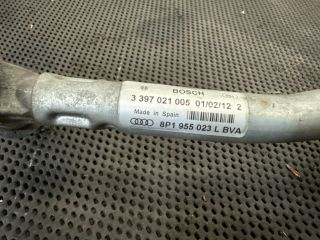 BOSCH
3 397 021 005 01/02/12 2
Made in Spain
8P1 955 023 L BVA